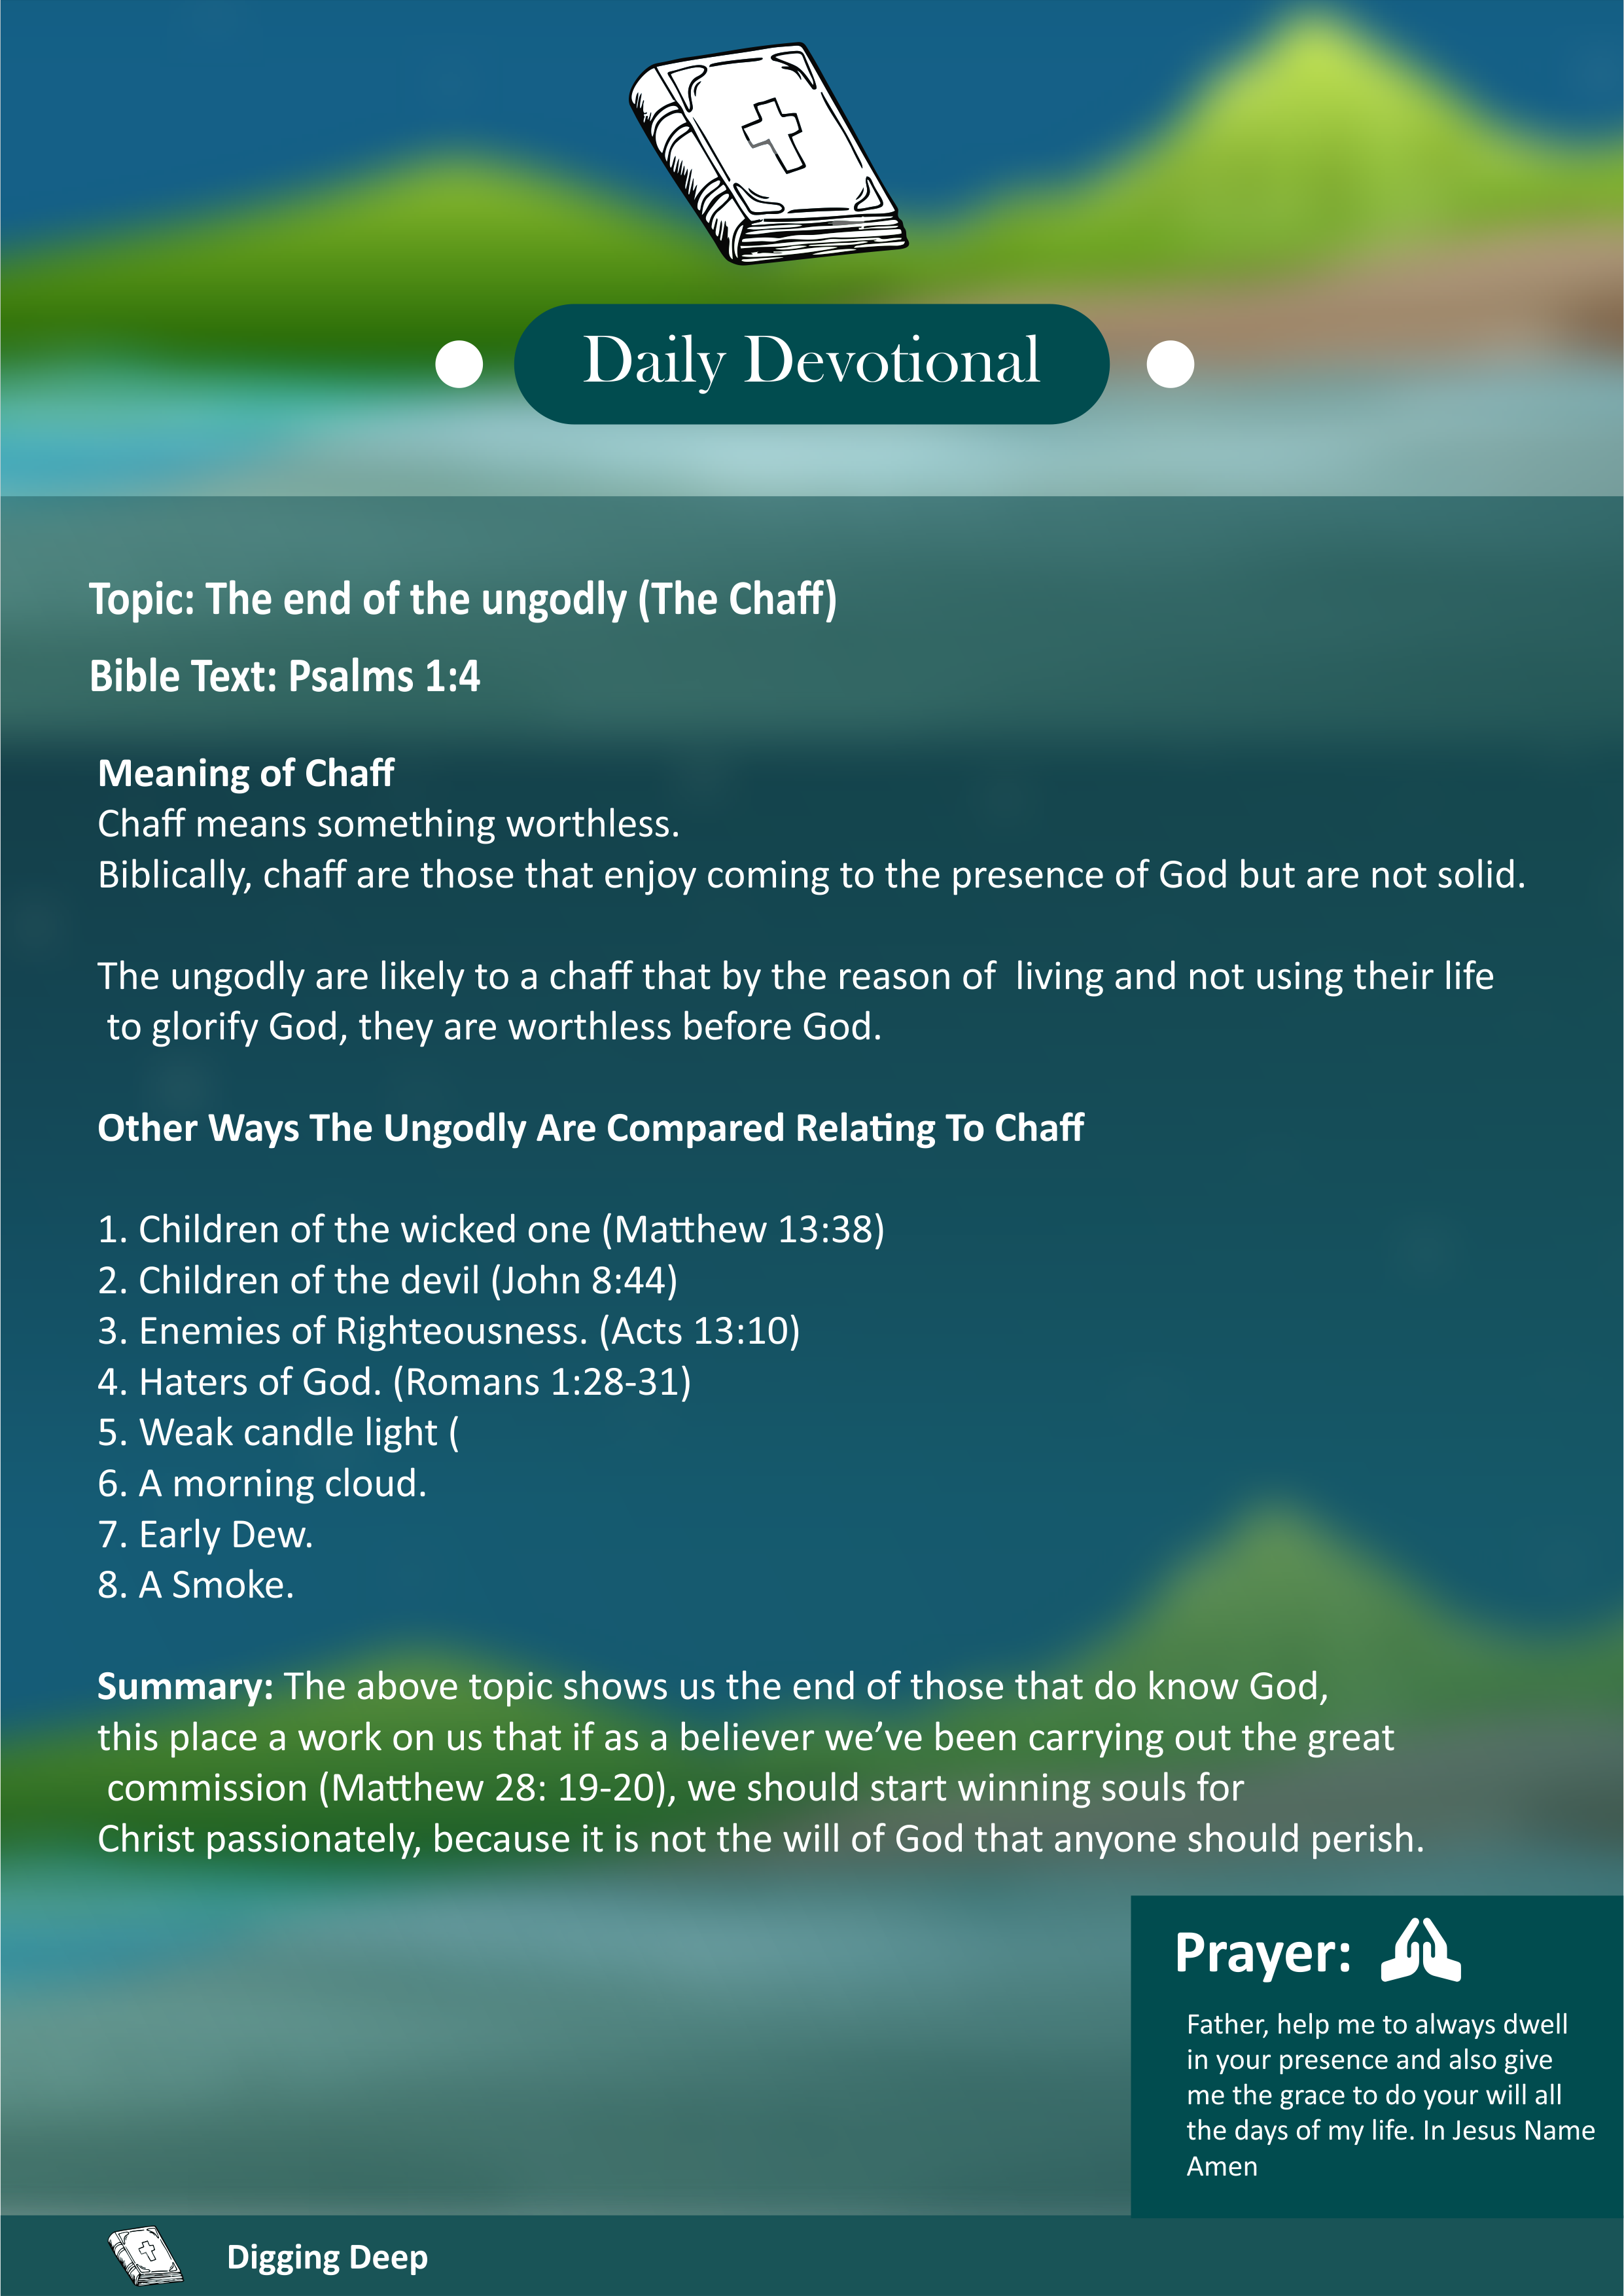 Daily Devotional
Topic: The end of the ungodly (The Chaff)
Bible Text: Psalms 1:4
Meaning of Chaff
Chaff means something worthless.
Biblically, chaff are those that enjoy coming to the presence of God but are not solid.
The ungodly are likely to a chaff that by the reason of  living and not using their life
to glorify God, they are worthless before God.
Other Ways The Ungodly Are Compared Relating To Chaff
1. Children of the wicked one (Matthew 13:38)
2. Children of the devil (John 8:44)
3. Enemies of Righteousness. (Acts 13:10)
4. Haters of God. (Romans 1:28-31)
5. Weak candle light (
6. A morning cloud.
7. Early Dew.
8. A Smoke.
Summary: The above topic shows us the end of those that do know God,
this place a work on us that if as a believer we’ve been carrying out the great
commission (Matthew 28: 19-20), we should start winning souls for
Christ passionately, because it is not the will of God that anyone should perish.
Prayer:
Father, help me to always dwell
in your presence and also give
me the grace to do your will all
the days of my life. In Jesus Name
Amen
Digging Deep